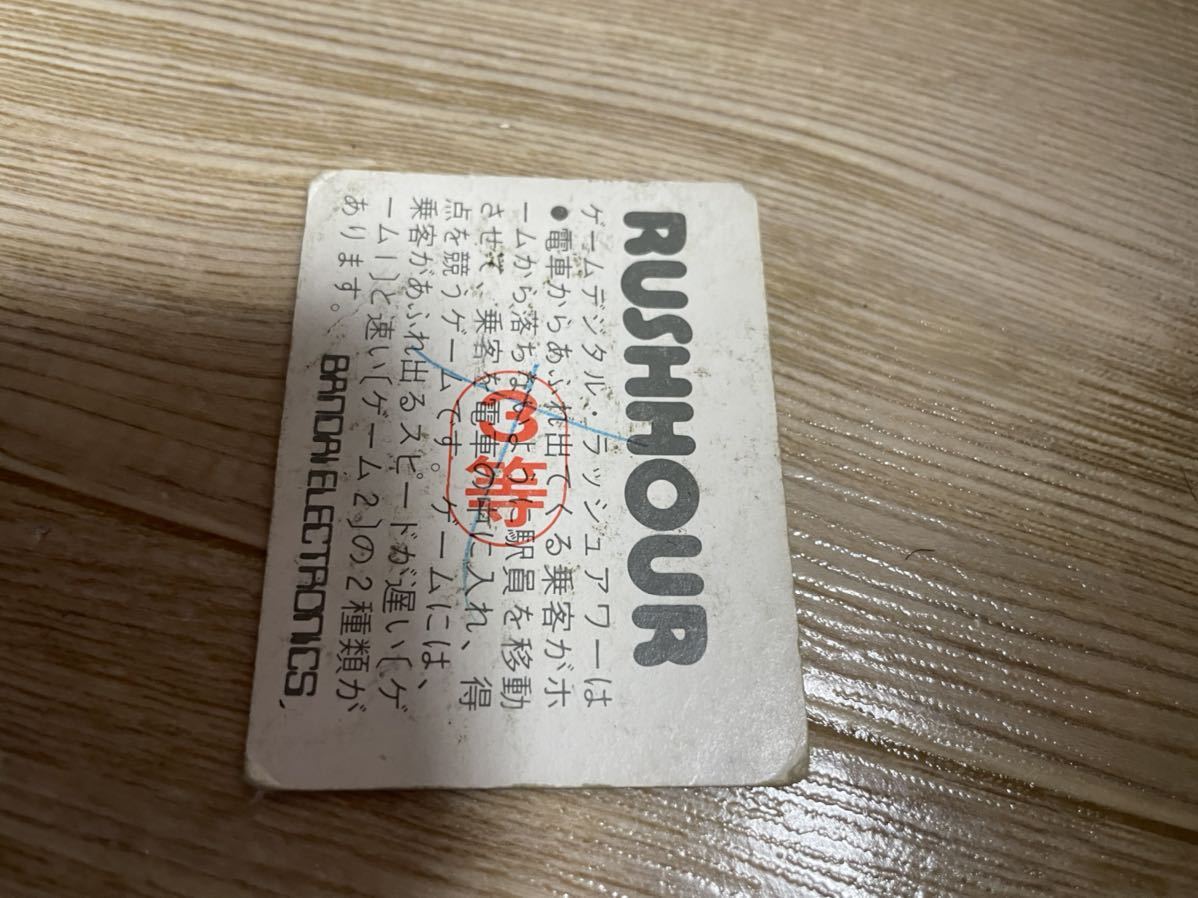 RUSHHOUR
ゲームデジタル・ラッシュアワーは
●電車からあふれ出てくる乗客がホ
ームから落ちないように駅員を移動
させて、乗客を電車の中に入れ、得
点を競うゲームです。ゲームには、
乗客があふれ出るスピードが遅い〔ゲ
ーム1〕と速い〔ゲーム2〕の2種類が
あります。
BANDAI ELECTRONICS